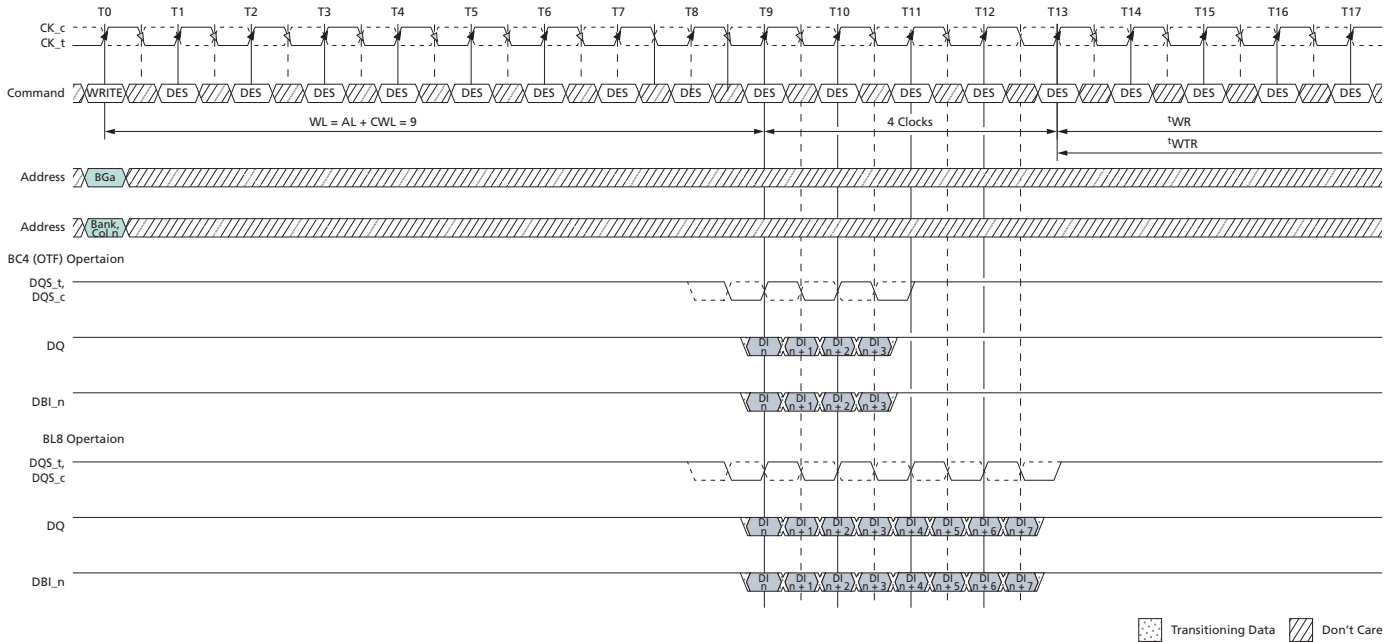 T0 T1 T2 T3 T4 T5 T6 T7 T8 T9 T10 T11 T12 T13 T14 T15 T16 T17
CK_c
CK_t
Command WRITE DES DES DES DES DES DES DES DES DES DES DES DES DES DES DES DES DES
WL = AL + CWL = 9 4 Clocks tWR
tWTR
Address BGa
Address Bank,
Col n
BC4 (OTF) Opertaion
DQS_t,
DQS_c
DQ DI DI DI DI
n n + 1 n + 2 n + 3
DBI_n DI DI DI DI
n n + 1 n + 2 n + 3
BL8 Opertaion
DQS_t,
DQS_c
DQ DI DI DI DI DI DI DI DI
n n + 1 n + 2 n + 3 n + 4 n + 5 n + 6 n + 7
DBI_n DI DI DI DI DI DI DI DI
n n + 1 n + 2 n + 3 n + 4 n + 5 n + 6 n + 7
Transitioning Data Don't Care